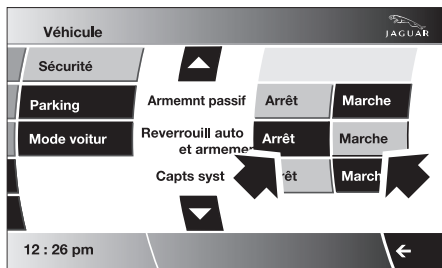 Véhicule
JAGUAR
Sécurité
Parking
Mode voitur
Armemnt passif Arrêt Marche
Reverrouill auto
et armemen
Arrêt Marche
Capts syst rêt March
12 : 26 pm